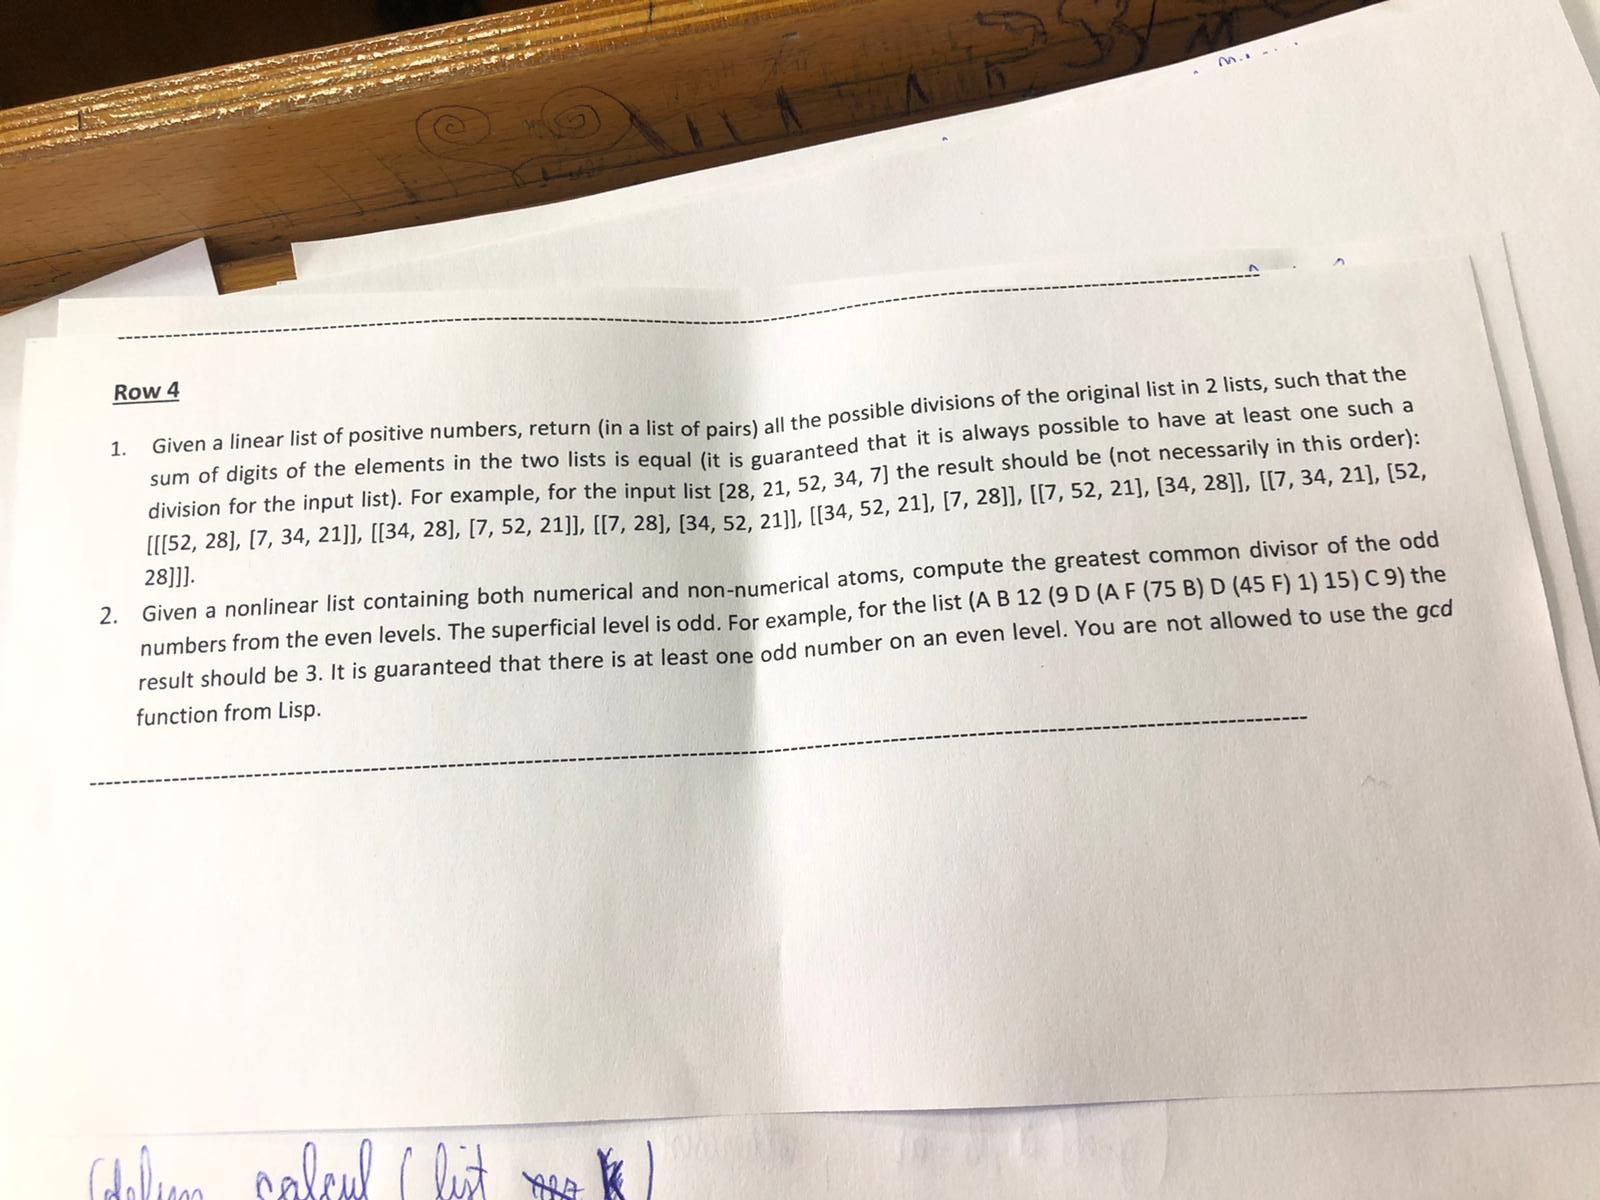 Row 4
1. Given a linear list of positive numbers, return (in a list of pairs) all the possible divisions of the original list in 2 lists, such that the
sum of digits of the elements in the two lists is equal (it is guaranteed that it is always possible to have at least one such a
division for the input list). For example, for the input list [28, 21, 52, 34, 7] the result should be (not necessarily in this order):
[[[52, 28], [7, 34, 21]], [[34, 28], [7, 52, 21]], [[7, 28], [34, 52, 21]], [[34, 52, 21], [7, 28]], [[7, 52, 21], [34, 28]], [[7, 34, 21], [52,
28]]].
2. Given a nonlinear list containing both numerical and non-numerical atoms, compute the greatest common divisor of the odd
numbers from the even levels. The superficial level is odd. For example, for the list (A B 12 (9 D (A F (75 B) D (45 F) 1) 15) C 9) the
result should be 3. It is guaranteed that there is at least one odd number on an even level. You are not allowed to use the gcd
function from Lisp.
calcul ( list )